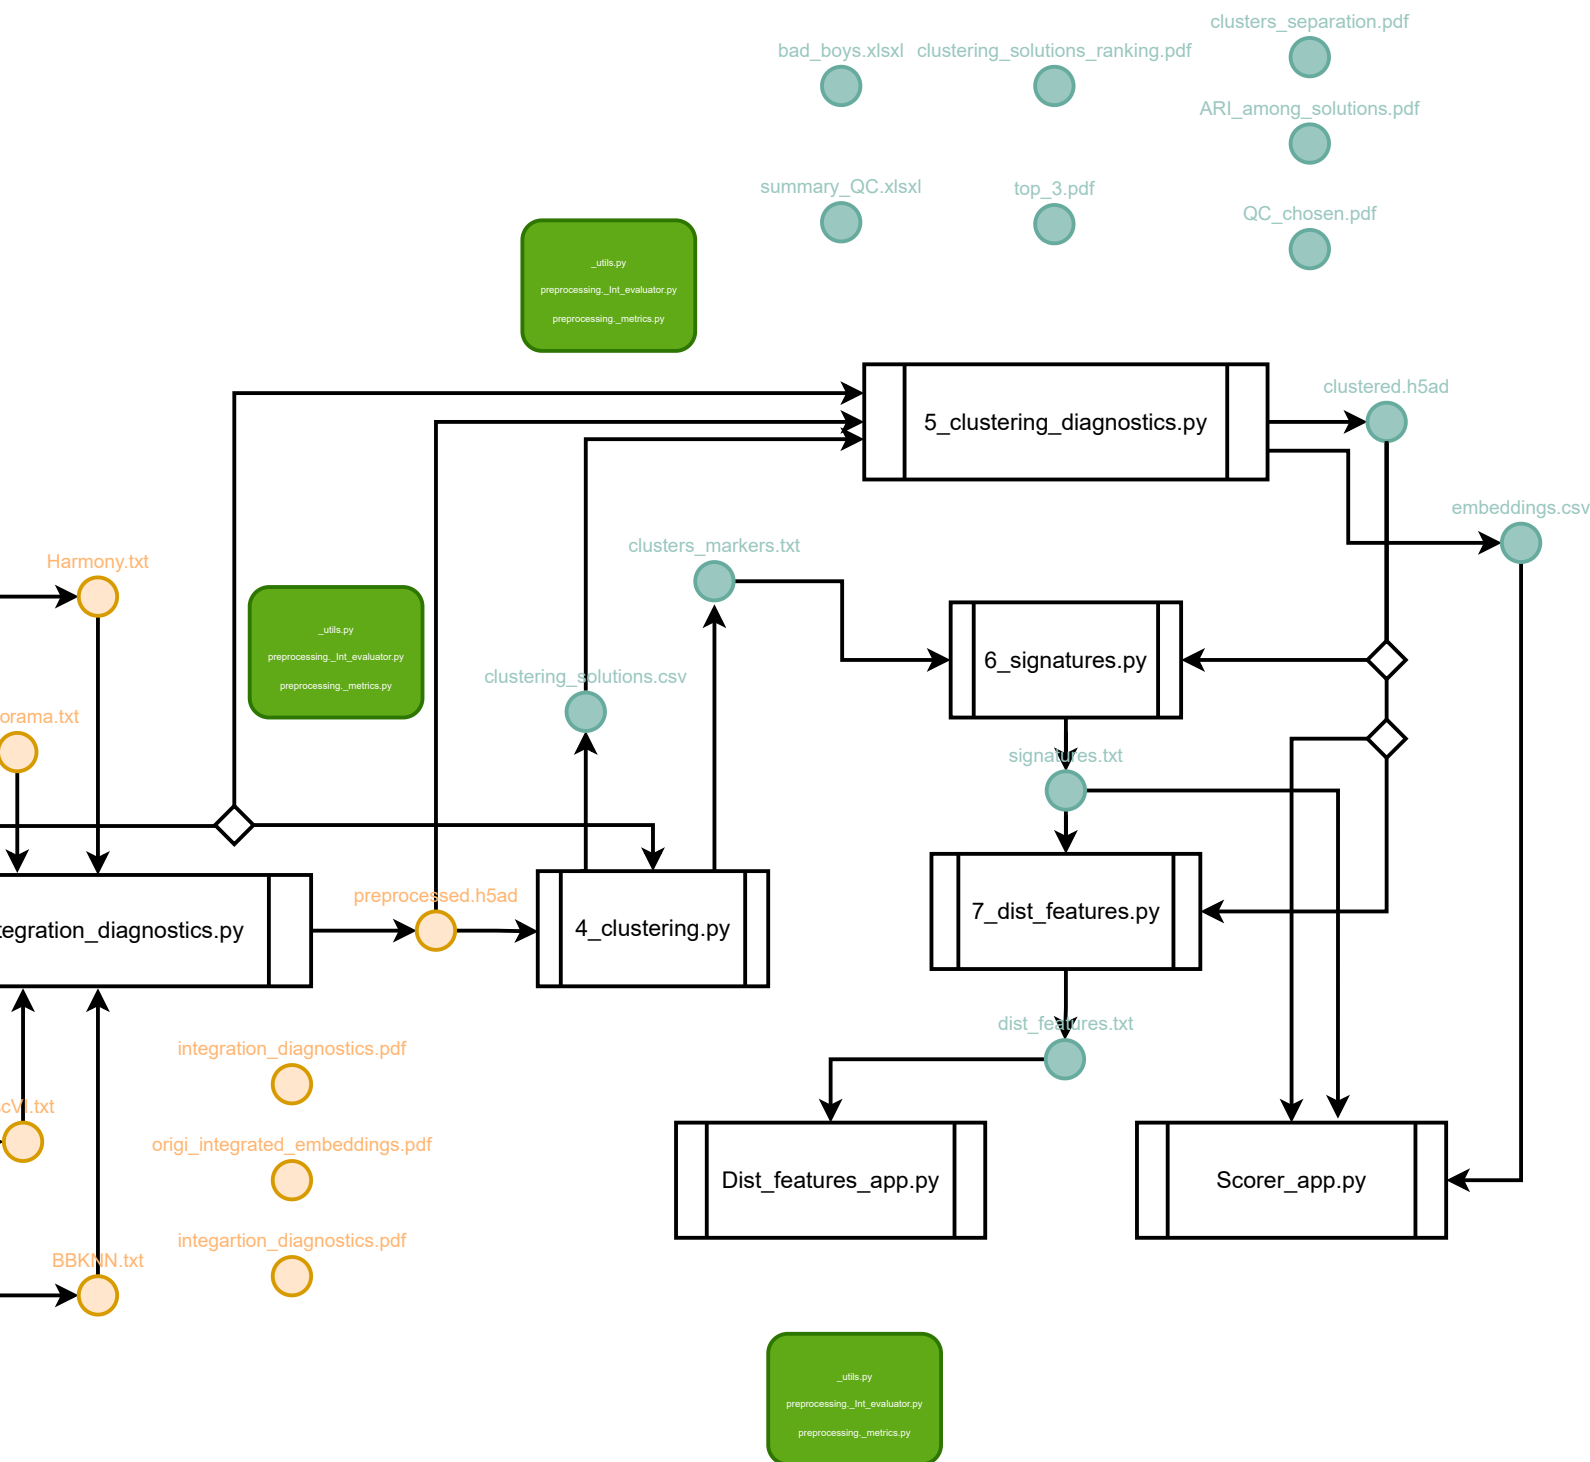 clusters_separation.pdf
bad_boys.xlsxl
clustering_solutions_ranking.pdf
ARI_among_solutions.pdf
summary_QC.xlsxl
top_3.pdf
QC_chosen.pdf
_utils.py
preprocessing._Int_evaluator.py
preprocessing._metrics.py
clustered.h5ad
5_clustering_diagnostics.py
embeddings.csv
clusters_markers.txt
Harmony.txt
_utils.py
preprocessing._Int_evaluator.py
preprocessing._metrics.py
6_signatures.py
clustering_solutions.csv
orama.txt
signatures.txt
preprocessed.h5ad
7_dist_features.py
tegration_diagnostics.py
4_clustering.py
dist_features.txt
integration_diagnostics.pdf
scVI.txt
origi_integrated_embeddings.pdf
Dist_features_app.py
Scorer_app.py
integartion_diagnostics.pdf
BBKNN.txt
_utils.py
preprocessing._Int_evaluator.py
preprocessing._metrics.py